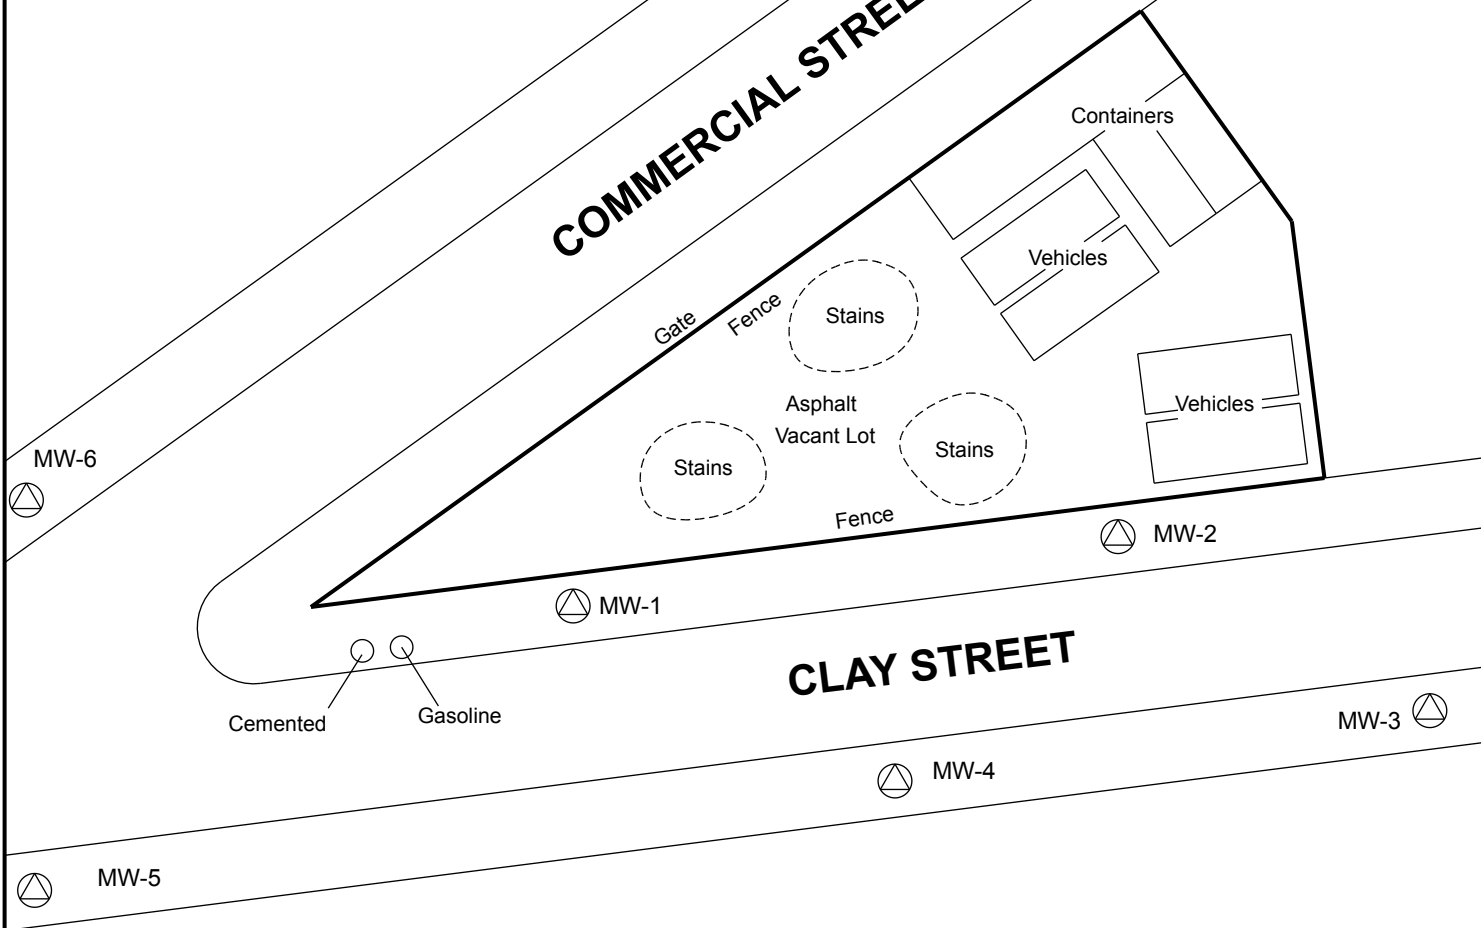 COMMERCIAL STREE
Containers
Vehicles
Gate
Fence
Stains
Asphalt
Vacant Lot
Vehicles
Stains
Stains
MW-6
Fence
MW-2
MW-1
CLAY STREET
Cemented
Gasoline
MW-3
MW-4
MW-5